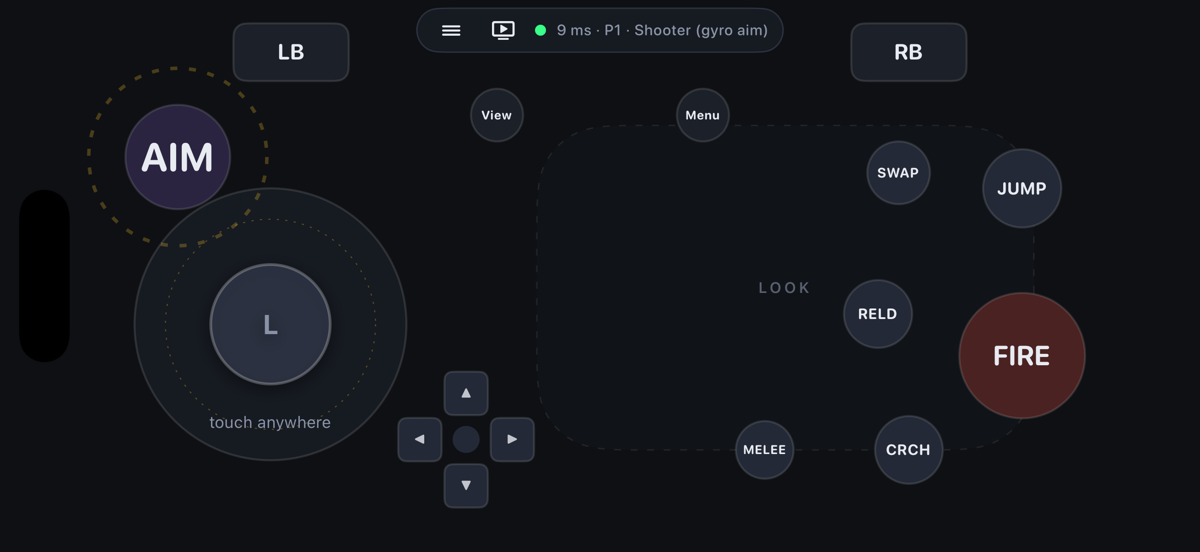 LB
9 ms · P1 · Shooter (gyro aim)
RB
View
Menu
AIM
SWAP
JUMP
LOOK
RELD
L
FIRE
touch anywhere
MELEE
CRCH